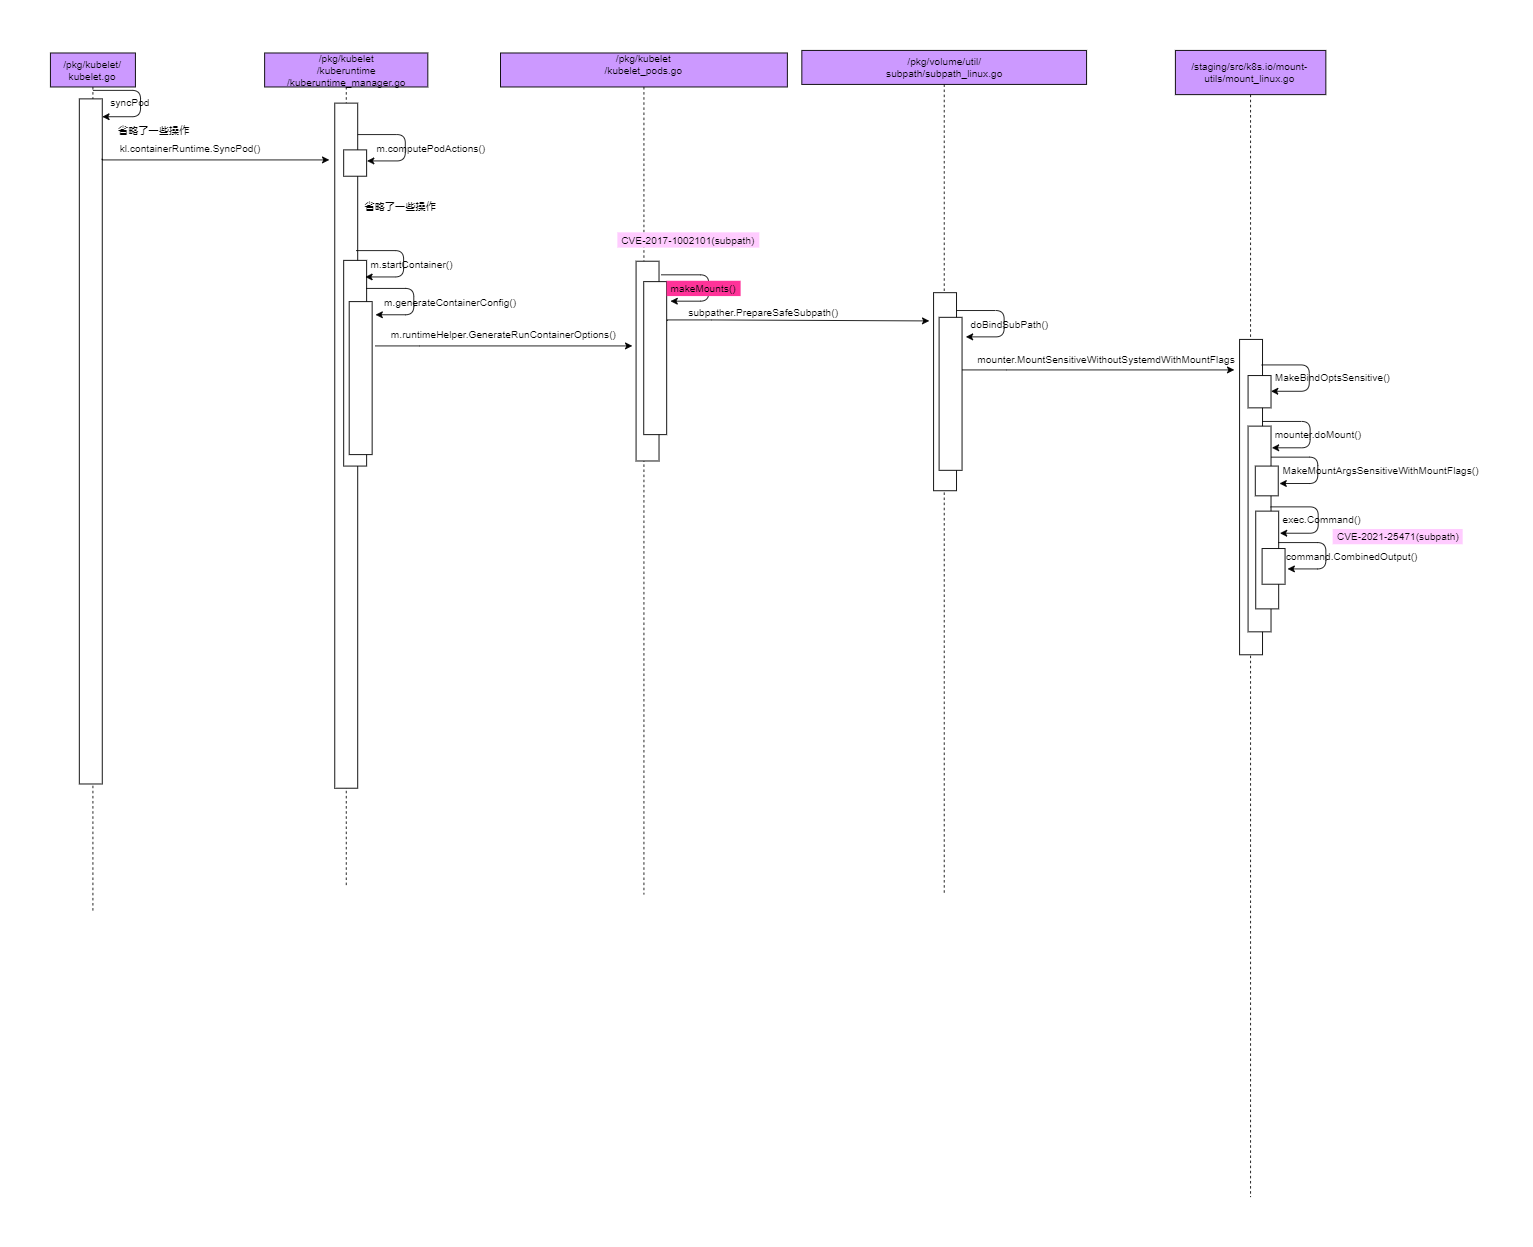 /pkg/kubelet/
kubelet.go
/pkg/kubelet
/kuberuntime
/kuberuntime_manager.go
/pkg/kubelet
/kubelet_pods.go
/pkg/volume/util/
subpath/subpath_linux.go
/staging/src/k8s.io/mount-
utils/mount_linux.go
syncPod
省略了一些操作
kl.containerRuntime.SyncPod()
m.computePodActions()
省略了一些操作
CVE-2017-1002101(subpath)
m.startContainer()
makeMounts()
m.generateContainerConfig()
subpather.PrepareSafeSubpath()
doBindSubPath()
m.runtimeHelper.GenerateRunContainerOptions()
mounter.MountSensitiveWithoutSystemdWithMountFlags
MakeBindOptsSensitive()
mounter.doMount()
MakeMountArgsSensitiveWithMountFlags()
exec.Command()
CVE-2021-25471(subpath)
command.CombinedOutput()